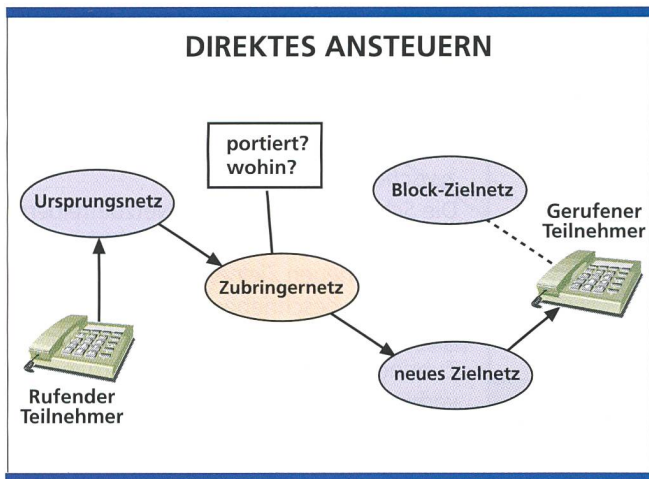 DIREKTES ANSTEUERN
portiert?
wohin?
Ursprungsnetz
Block-Zielnetz
Gerufener
Teilnehmer
Zubringernetz
neues Zielnetz
Rufender
Teilnehmer